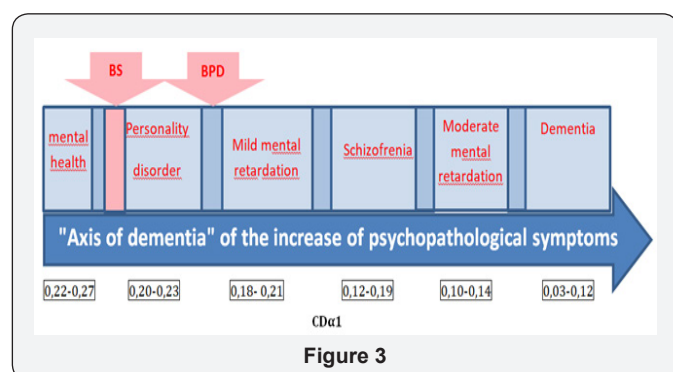 BS
BPD
mental
health
Personality
disorder
Mild mental
retardation
Schizofrenia
Moderate
mental
retardation
Dementia
"Axis of dementia" of the increase of psychopathological symptoms
0,22-0,27
0,20-0,23
0,18- 0,21
0,12-0,19
0,10-0,14
0,03-0,12
CDα1
Figure 3